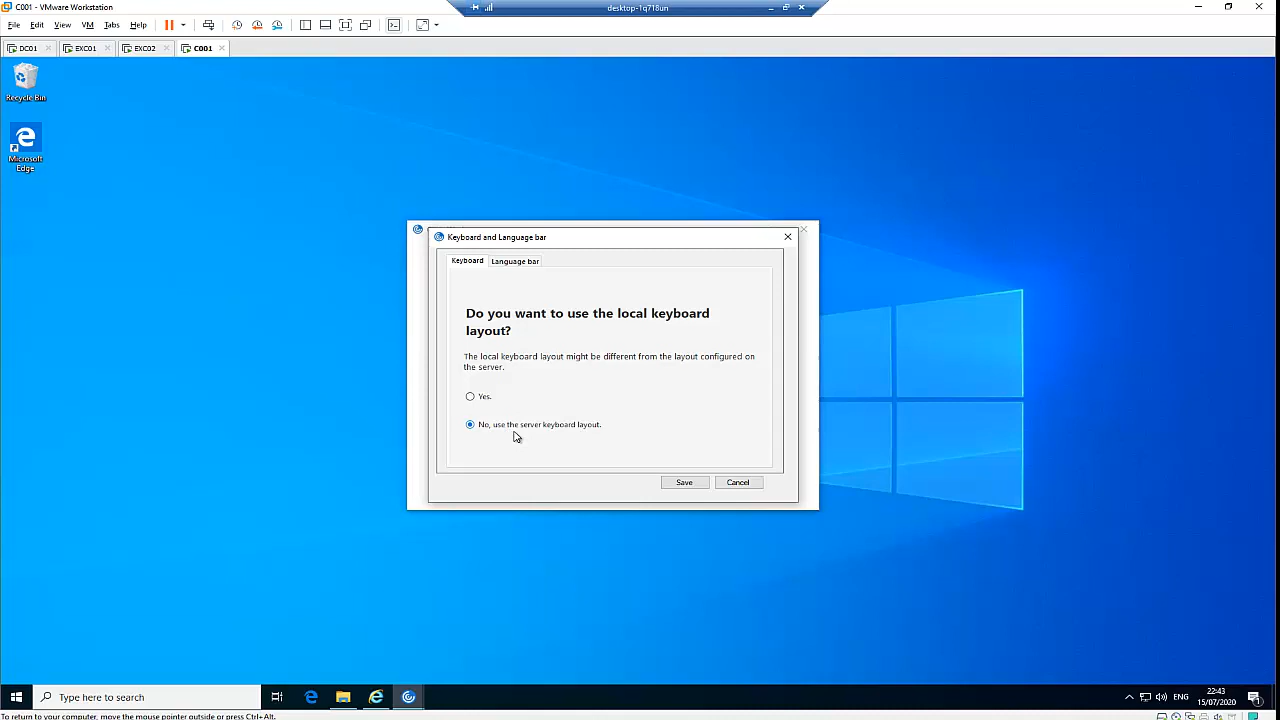 C001 - VMware Workstation
desktop-1q718un
File Edit View VM Tabs Help
DC01 EXC01 EXC02 C001
Recycle Bin
Microsoft
Edge
Keyboard and Language bar
Keyboard Language bar
Do you want to use the local keyboard
layout?
The local keyboard layout might be different from the layout configured on
the server.
Yes.
No, use the server keyboard layout.
Save Cancel
Type here to search
ENG
22:43
15/07/2020
1
To return to your computer, move the mouse pointer outside or press Ctrl+Alt.